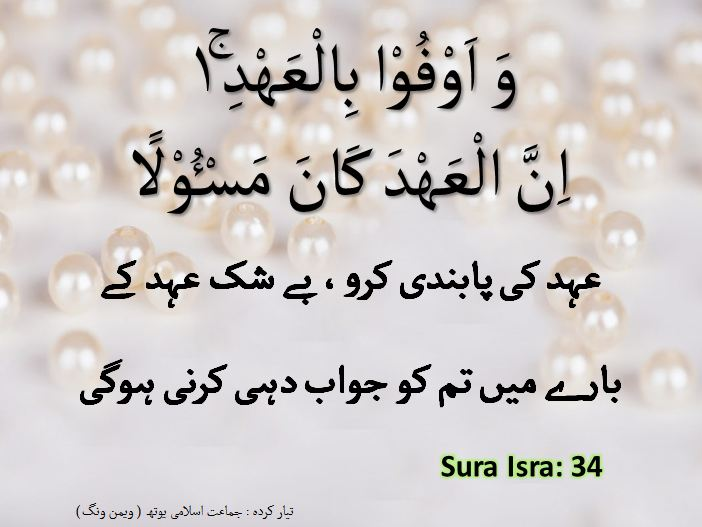 وَ اَوْفُوْا بِالْعَهْدِ ۚ١
اِنَّ الْعَهْدَ كَانَ مَسْـُٔوْلًا
عہد کی پابندی کرو ، بے شک عہد کے
بارے میں تم کو جواب دہی کرنی ہوگی
Sura Isra: 34
تیار کردہ : جماعت اسلامی یوتھ ( ویمن ونگ )